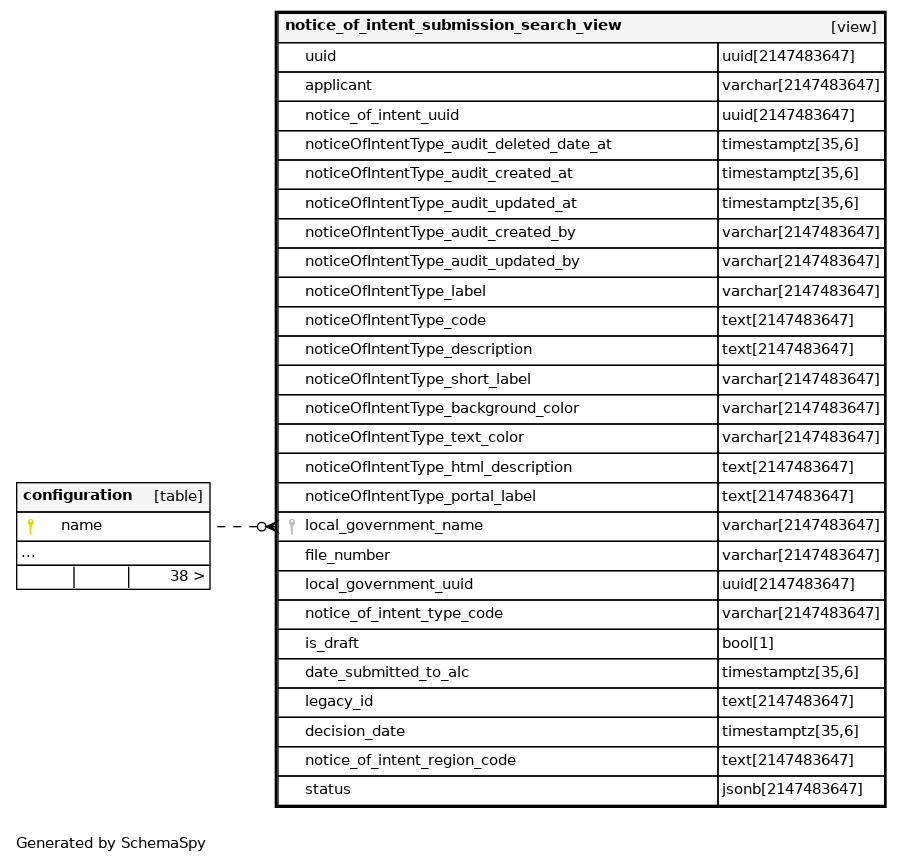 notice_of_intent_submission_search_view [view]
uuid uuid[2147483647]
applicant varchar[2147483647]
notice_of_intent_uuid uuid[2147483647]
noticeOfIntentType_audit_deleted_date_at timestamptz[35,6]
noticeOfIntentType_audit_created_at timestamptz[35,6]
noticeOfIntentType_audit_updated_at timestamptz[35,6]
noticeOfIntentType_audit_created_by varchar[2147483647]
noticeOfIntentType_audit_updated_by varchar[2147483647]
noticeOfIntentType_label varchar[2147483647]
noticeOfIntentType_code text[2147483647]
noticeOfIntentType_description text[2147483647]
noticeOfIntentType_short_label varchar[2147483647]
noticeOfIntentType_background_color varchar[2147483647]
noticeOfIntentType_text_color varchar[2147483647]
noticeOfIntentType_html_description text[2147483647]
noticeOfIntentType_portal_label text[2147483647]
local_government_name varchar[2147483647]
file_number varchar[2147483647]
local_government_uuid uuid[2147483647]
notice_of_intent_type_code varchar[2147483647]
is_draft bool[1]
date_submitted_to_alc timestamptz[35,6]
legacy_id text[2147483647]
decision_date timestamptz[35,6]
notice_of_intent_region_code text[2147483647]
status jsonb[2147483647]
configuration [table]
name
...
38 >
Generated by SchemaSpy